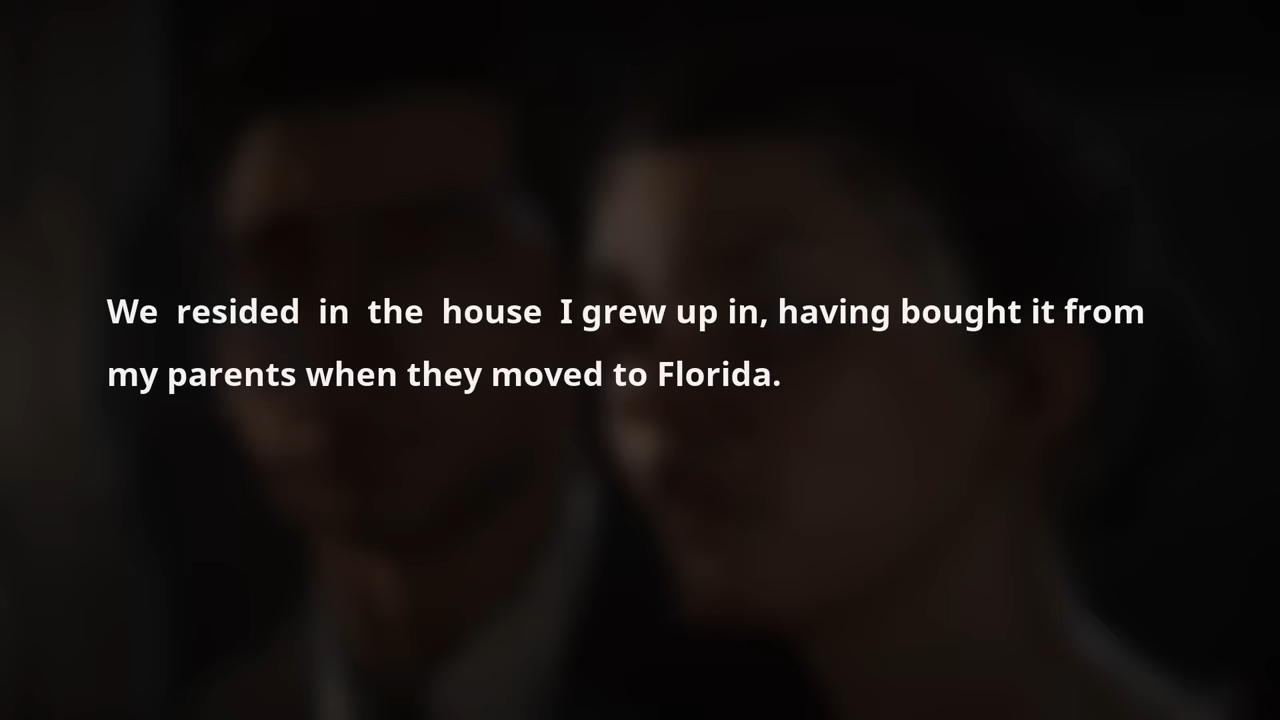 We resided in the house I grew up in, having bought it from
my parents when they moved to Florida.